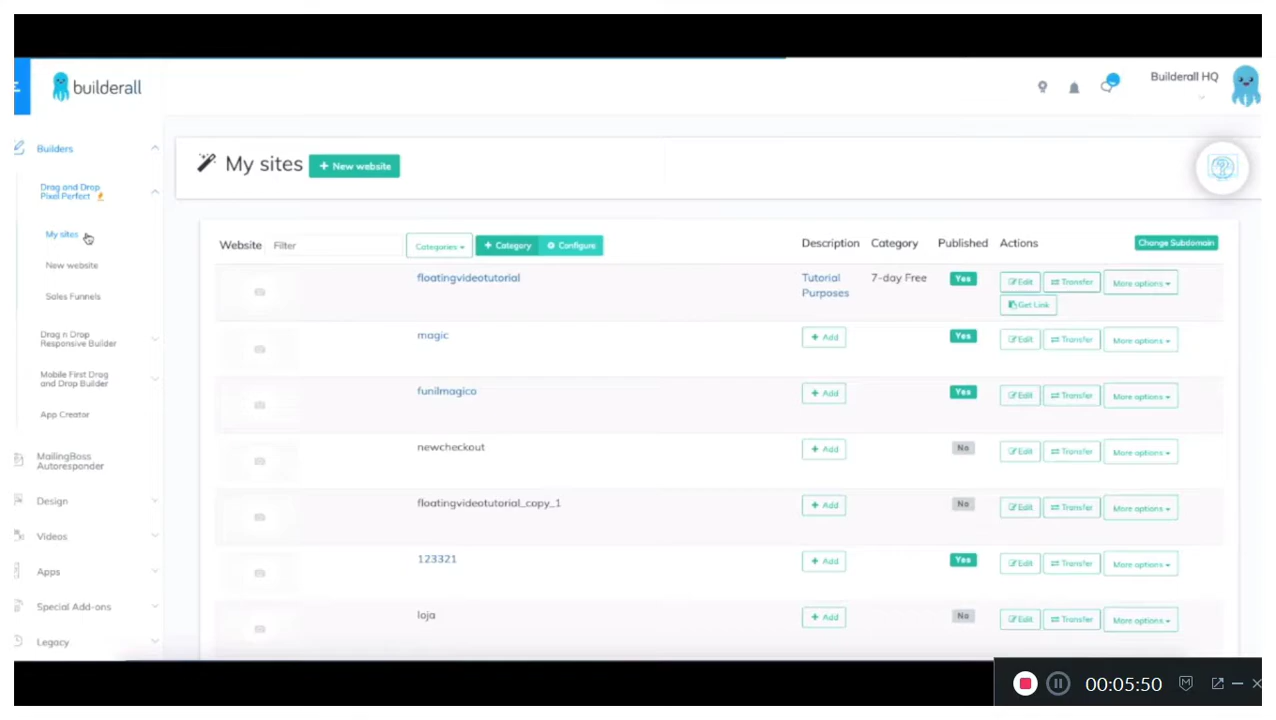 builderall
Builderall HQ
Builders
Drag and Drop
Pixel Perfect
My sites
New website
Sales Funnels
Drag n Drop
Responsive Builder
Mobile First Drag
and Drop Builder
App Creator
MailingBoss
Autoresponder
Design
Videos
Apps
Special Add-ons
Legacy
My sites + New website
Website Filter Categories + Category Configure Description Category Published Actions Change Subdomain
floatingvideotutorial Tutorial Purposes 7-day Free Yes Edit Transfer More options
Get Link
magic + Add Yes Edit Transfer More options
funilmagico + Add Yes Edit Transfer More options
newcheckout + Add No Edit Transfer More options
floatingvideotutorial_copy_1 + Add No Edit Transfer More options
123321 + Add Yes Edit Transfer More options
loja + Add No Edit Transfer More options
00:05:50